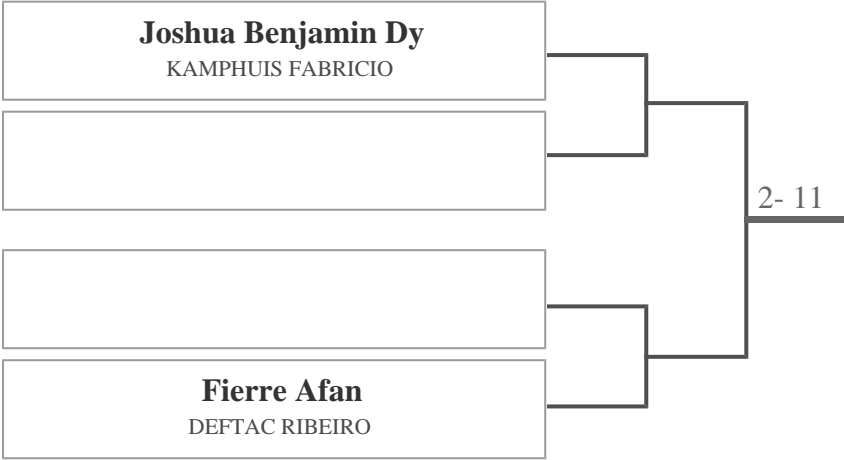 Joshua Benjamin Dy
KAMPHUIS FABRICIO
2- 11
Fierre Afan
DEFTAC RIBEIRO